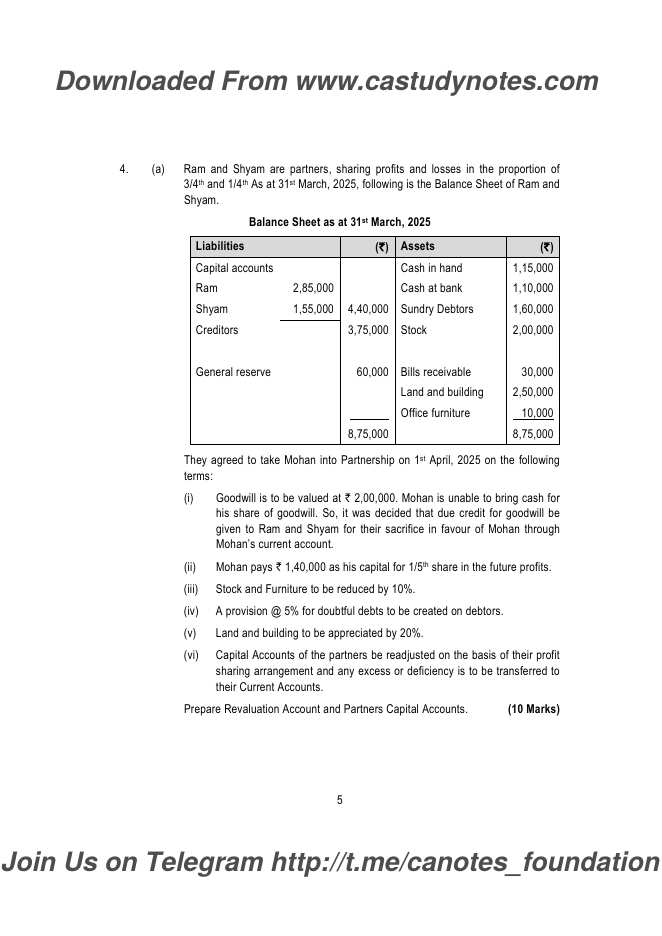 Downloaded From www.castudynotes.com
4. (a) Ram and Shyam are partners, sharing profits and losses in the proportion of
3/4th and 1/4th As at 31st March, 2025, following is the Balance Sheet of Ram and
Shyam.
Balance Sheet as at 31st March, 2025
Liabilities (₹) Assets (₹)
Capital accounts Cash in hand 1,15,000
Ram 2,85,000 Cash at bank 1,10,000
Shyam 1,55,000 4,40,000 Sundry Debtors 1,60,000
Creditors 3,75,000 Stock 2,00,000
General reserve 60,000 Bills receivable 30,000
Land and building 2,50,000
Office furniture 10,000
8,75,000 8,75,000
They agreed to take Mohan into Partnership on 1st April, 2025 on the following
terms:
(i) Goodwill is to be valued at ₹ 2,00,000. Mohan is unable to bring cash for
his share of goodwill. So, it was decided that due credit for goodwill be
given to Ram and Shyam for their sacrifice in favour of Mohan through
Mohan's current account.
(ii) Mohan pays ₹ 1,40,000 as his capital for 1/5th share in the future profits.
(iii) Stock and Furniture to be reduced by 10%.
(iv) A provision @ 5% for doubtful debts to be created on debtors.
(v) Land and building to be appreciated by 20%.
(vi) Capital Accounts of the partners be readjusted on the basis of their profit
sharing arrangement and any excess or deficiency is to be transferred to
their Current Accounts.
Prepare Revaluation Account and Partners Capital Accounts. (10 Marks)
5
Join Us on Telegram http://t.me/canotes_foundation